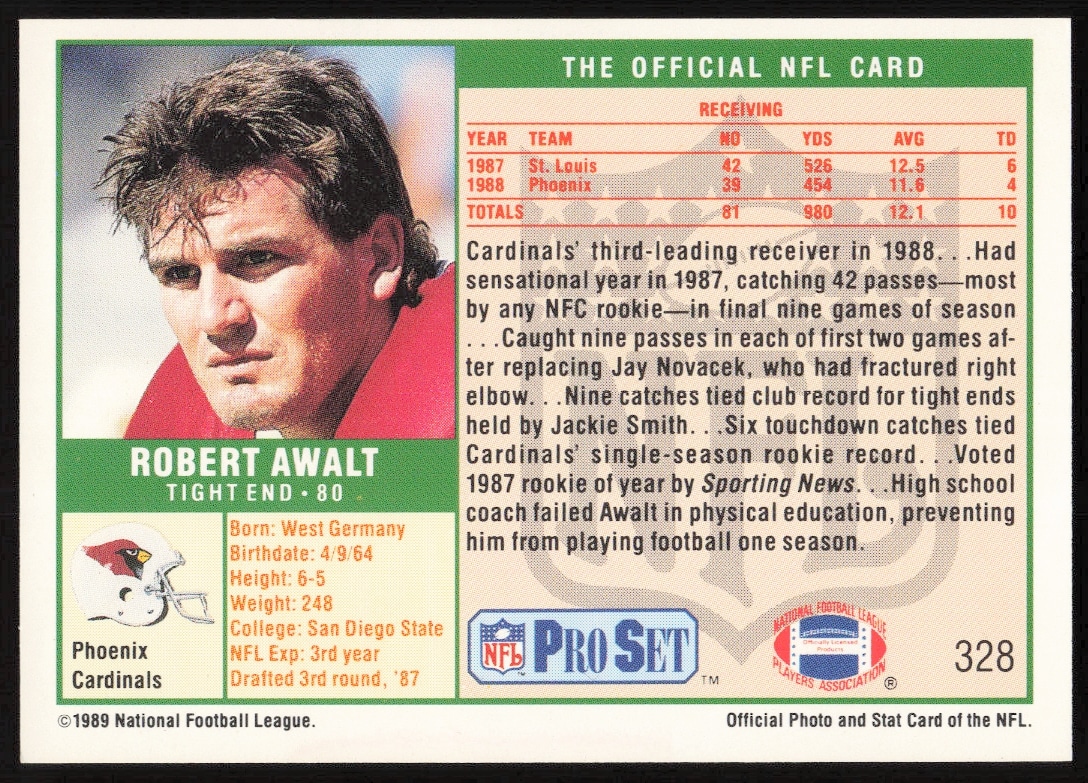 THE OFFICIAL NFL CARD
RECEIVING
YEAR TEAM NO YDS AVG TD
1987 St. Louis 42 526 12.5 6
1988 Phoenix 39 454 11.6 4
TOTALS 81 980 12.1 10
Cardinals' third-leading receiver in 1988. . .Had
sensational year in 1987, catching 42 passes—most
by any NFC rookie—in final nine games of season
. . .Caught nine passes in each of first two games af-
ter replacing Jay Novacek, who had fractured right
elbow. . .Nine catches tied club record for tight ends
held by Jackie Smith. . .Six touchdown catches tied
Cardinals' single-season rookie record. . .Voted
1987 rookie of year by Sporting News. . .High school
coach failed Awalt in physical education, preventing
him from playing football one season.
ROBERT AWALT
TIGHT END • 80
Phoenix
Cardinals
Born: West Germany
Birthdate: 4/9/64
Height: 6-5
Weight: 248
College: San Diego State
NFL Exp: 3rd year
Drafted 3rd round, '87
NFL PRO SET ™
NATIONAL FOOTBALL LEAGUE
Officially Licensed
Products
PLAYERS ASSOCIATION ®
328
©1989 National Football League.
Official Photo and Stat Card of the NFL.